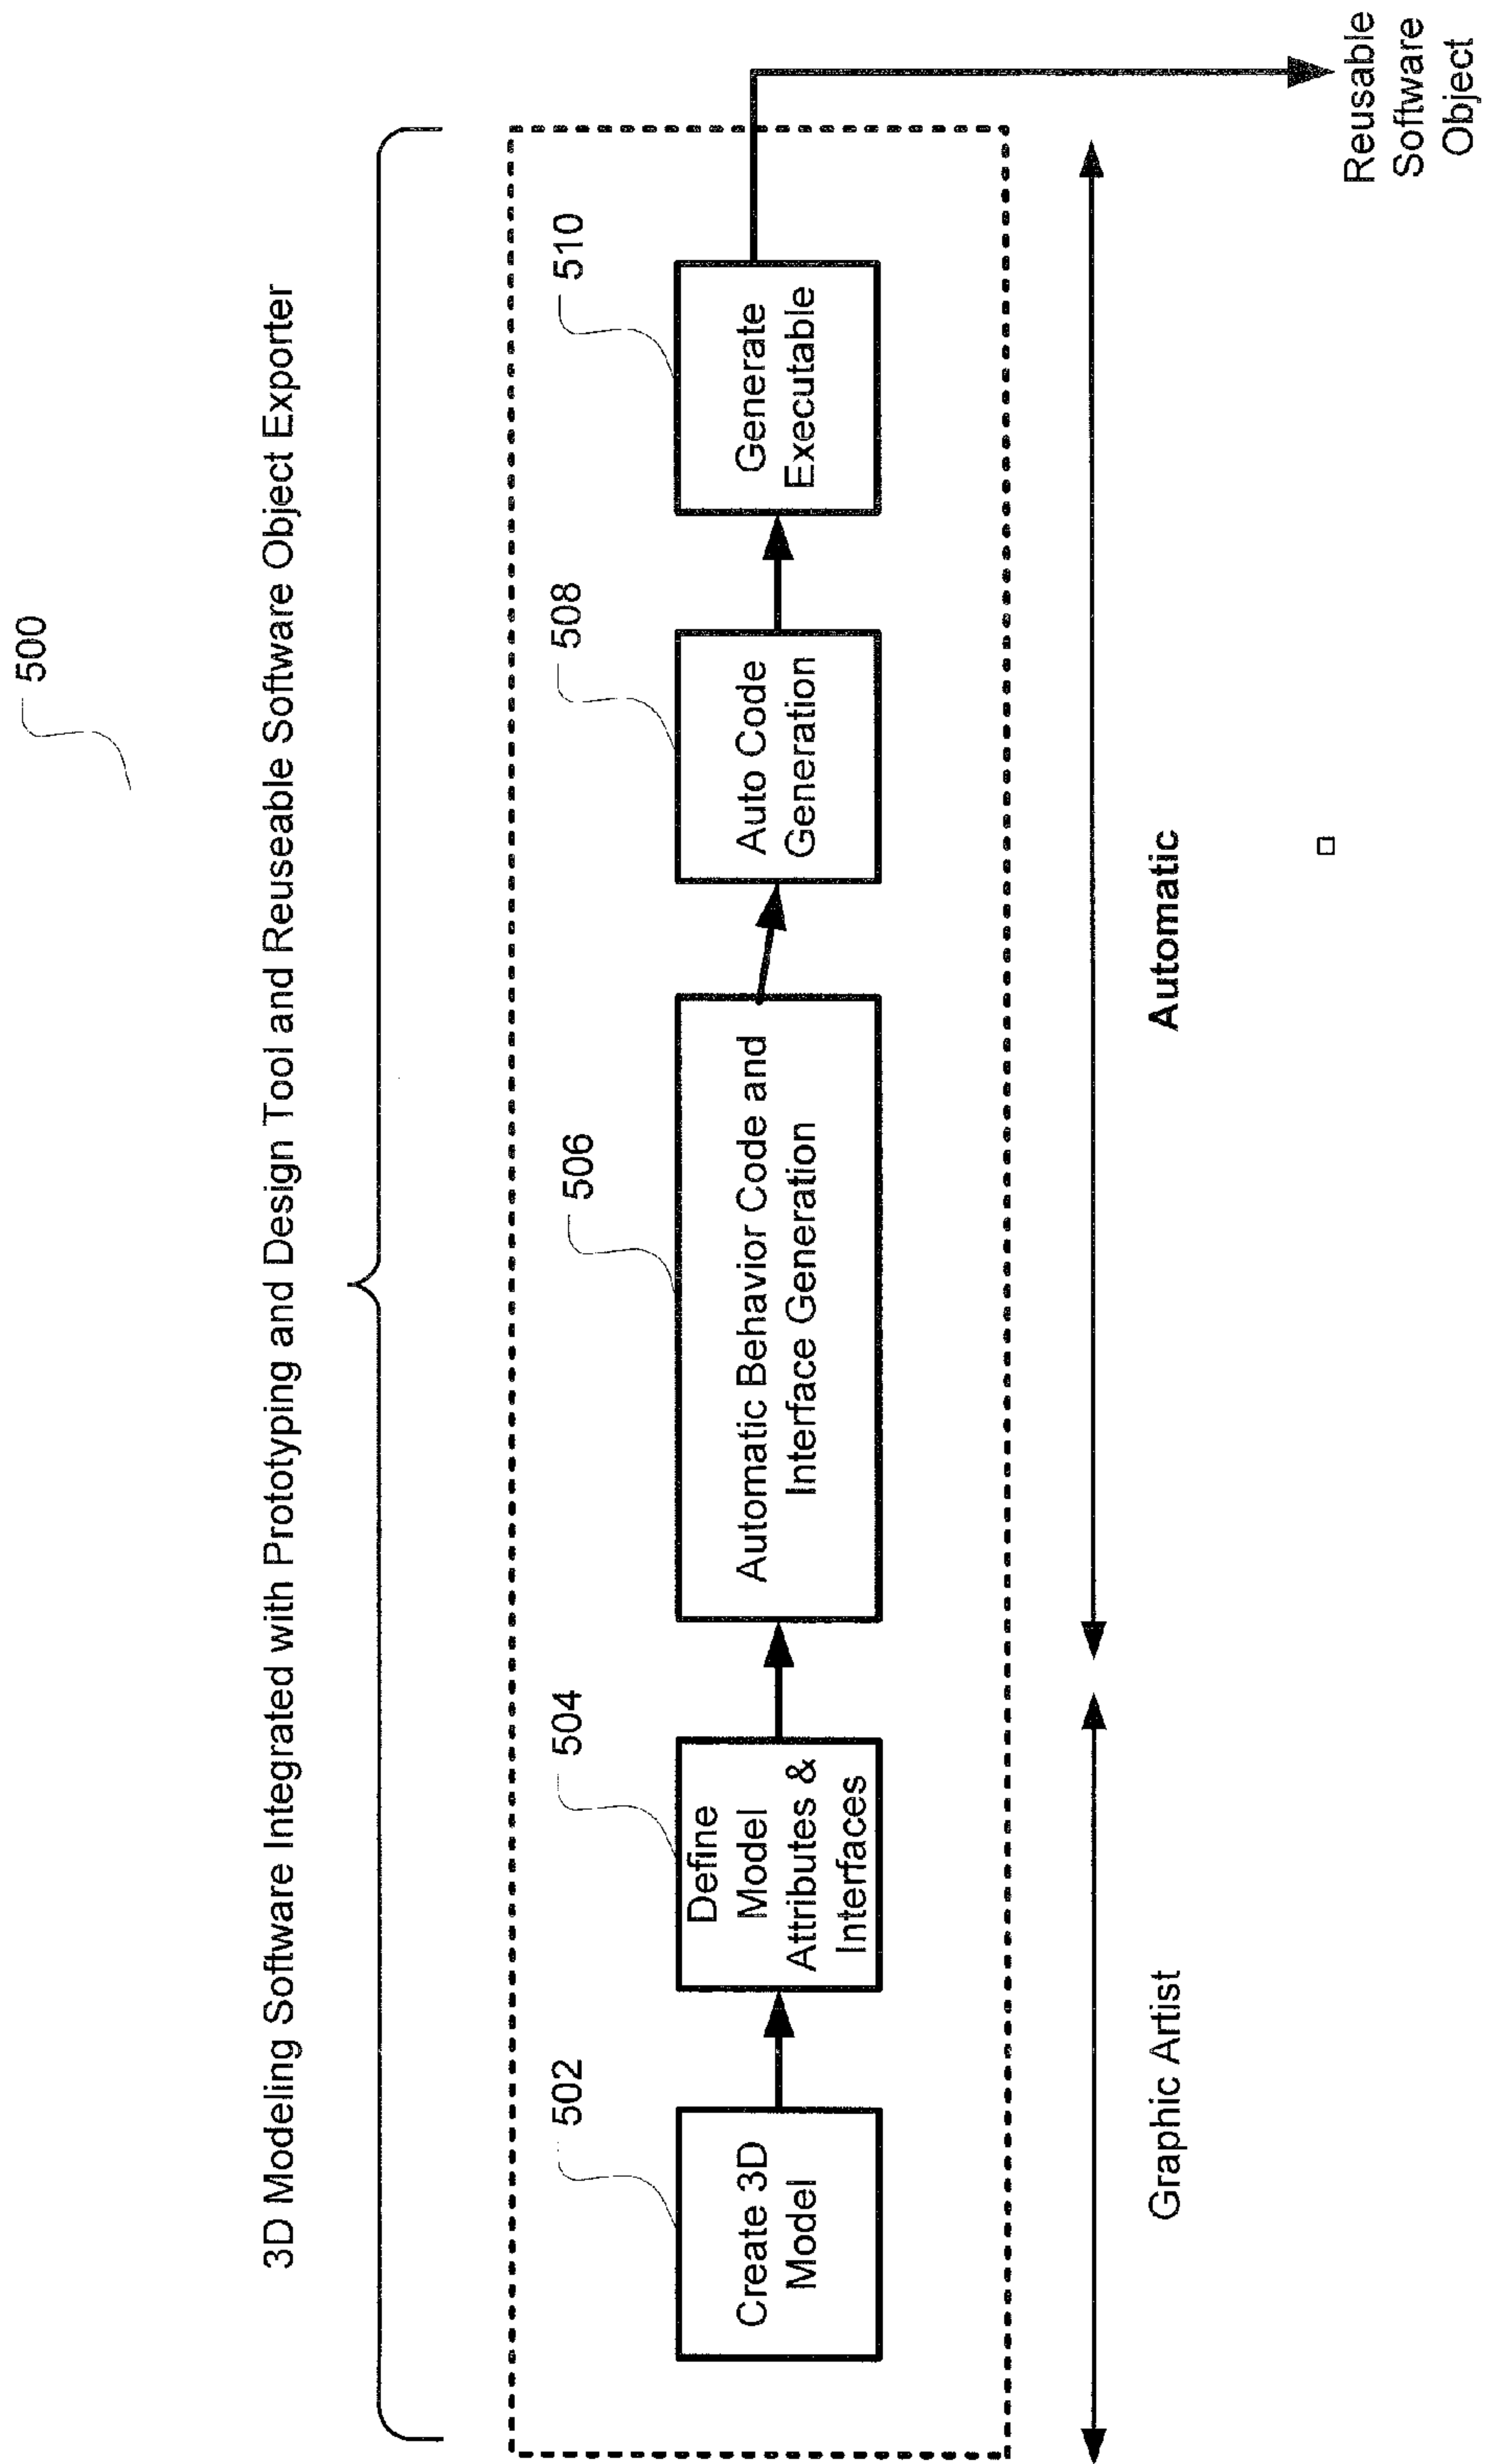 500
3D Modeling Software Integrated with Prototyping and Design Tool and Reuseable Software Object Exporter
502
Create 3D
Model
504
Define
Model
Attributes &
Interfaces
506
Automatic Behavior Code and
Interface Generation
508
Auto Code
Generation
510
Generate
Executable
Graphic Artist
Automatic
Reusable
Software
Object